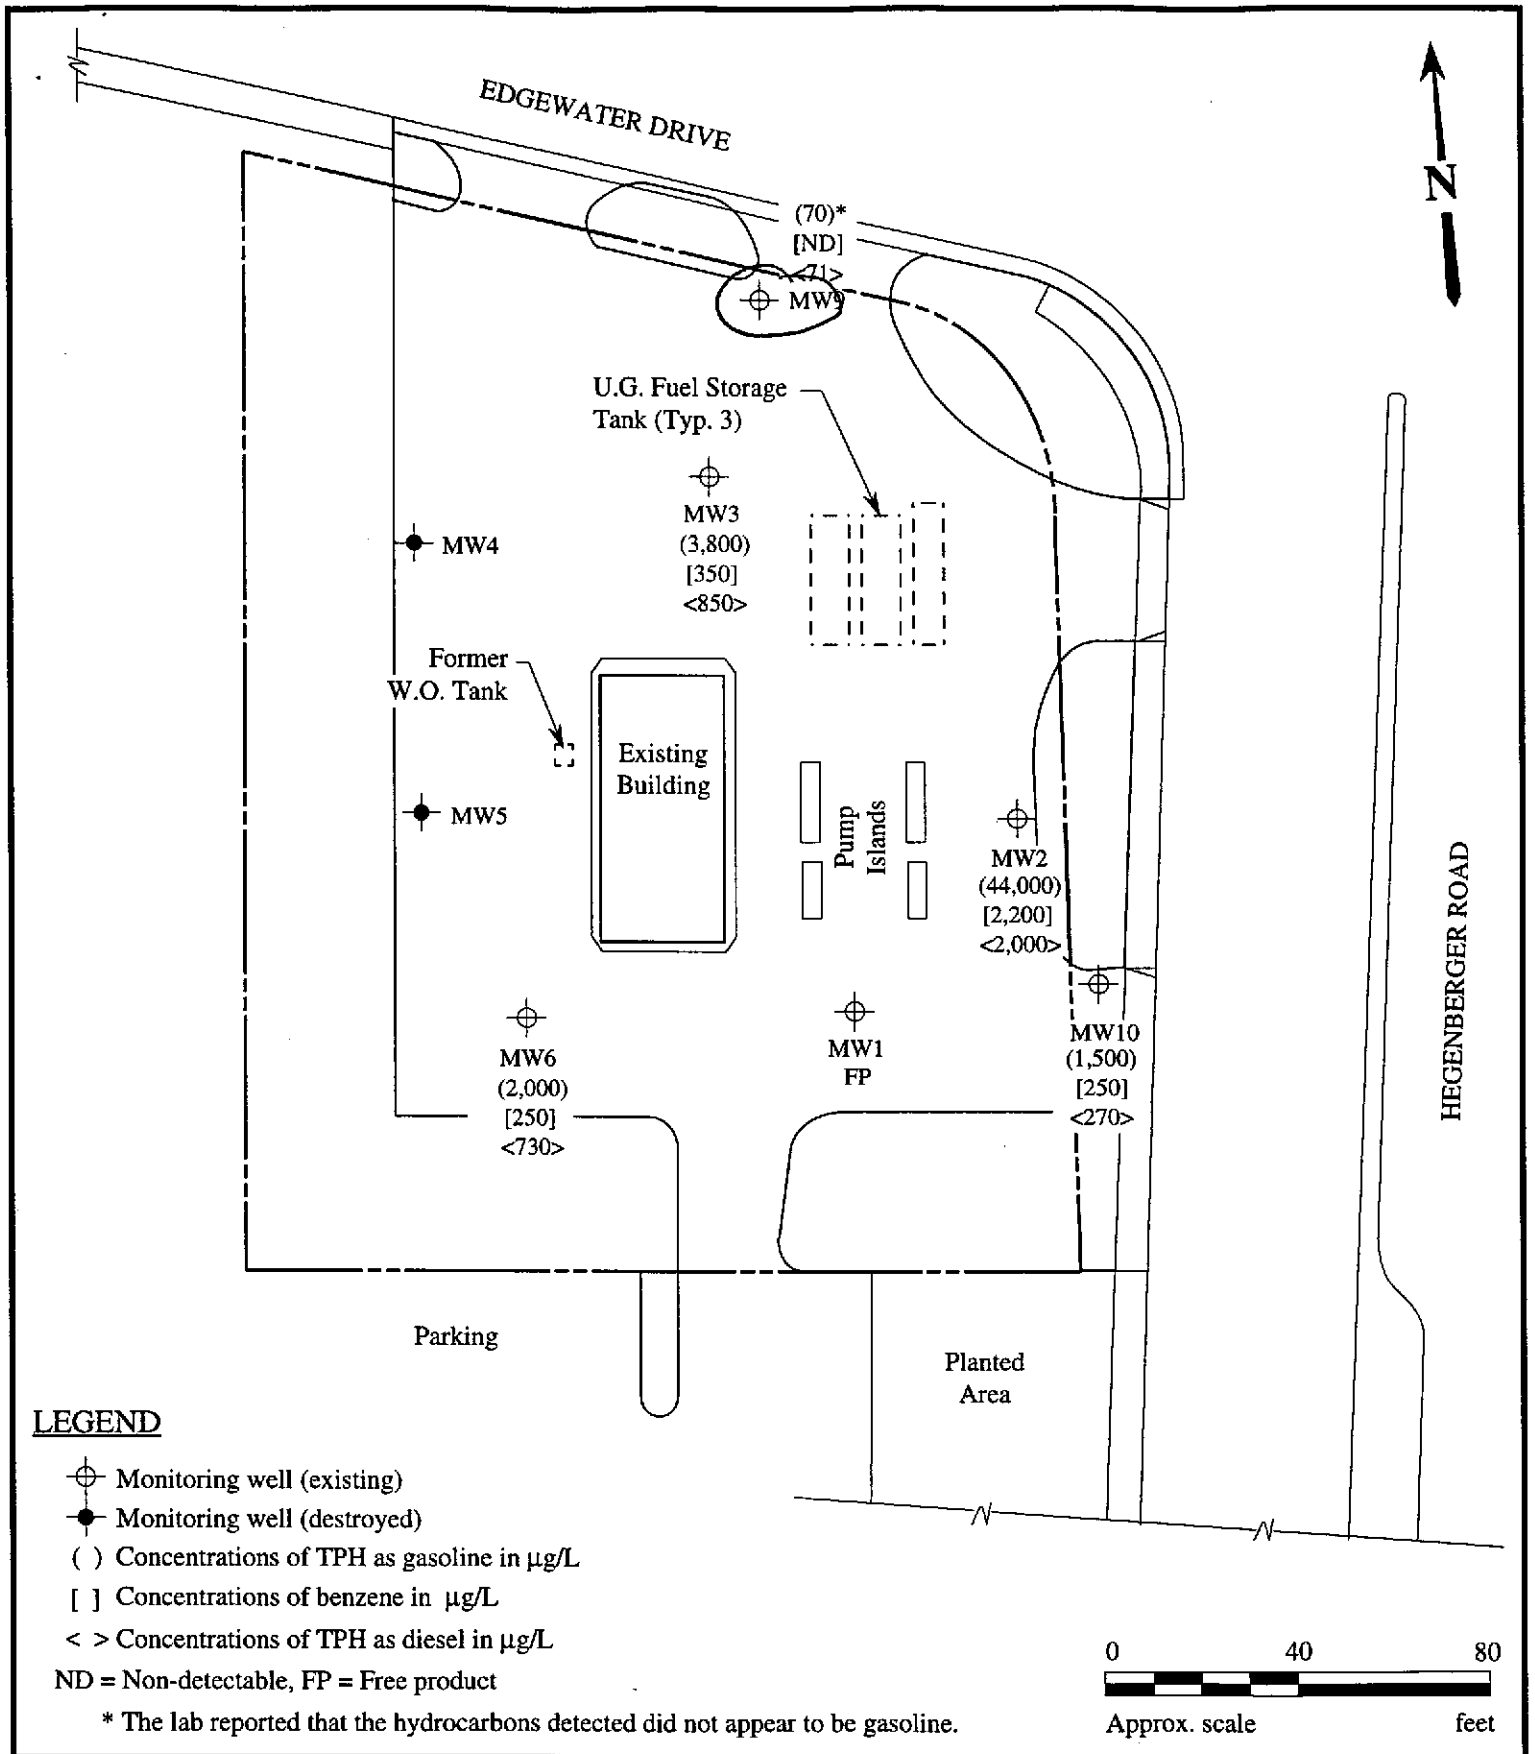 EDGEWATER DRIVE
N
(70)*
[ND]
<71>
MW9
U.G. Fuel Storage
Tank (Typ. 3)
MW3
(3,800)
[350]
<850>
MW4
Former
W.O. Tank
Existing
Building
MW5
Pump
Islands
MW2
(44,000)
[2,200]
<2,000>
HEGENBERGER ROAD
MW6
(2,000)
[250]
<730>
MW1
FP
MW10
(1,500)
[250]
<270>
Parking
Planted
Area
LEGEND
Monitoring well (existing)
Monitoring well (destroyed)
( ) Concentrations of TPH as gasoline in µg/L
[ ] Concentrations of benzene in µg/L
< > Concentrations of TPH as diesel in µg/L
ND = Non-detectable, FP = Free product
* The lab reported that the hydrocarbons detected did not appear to be gasoline.
0 40 80
Approx. scale feet